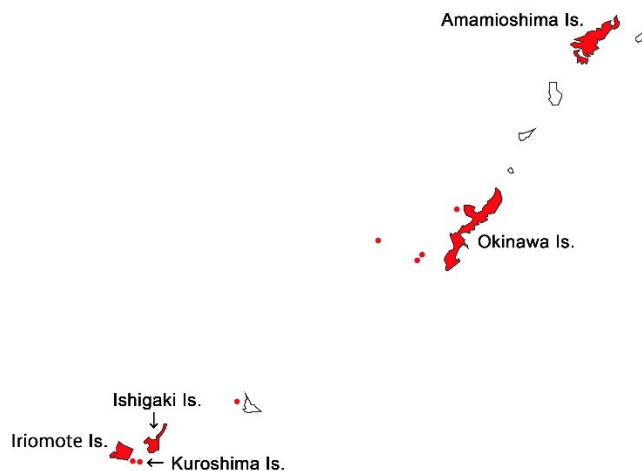 Amamioshima Is.
Okinawa Is.
Ishigaki Is.
Iriomote Is.
Kuroshima Is.